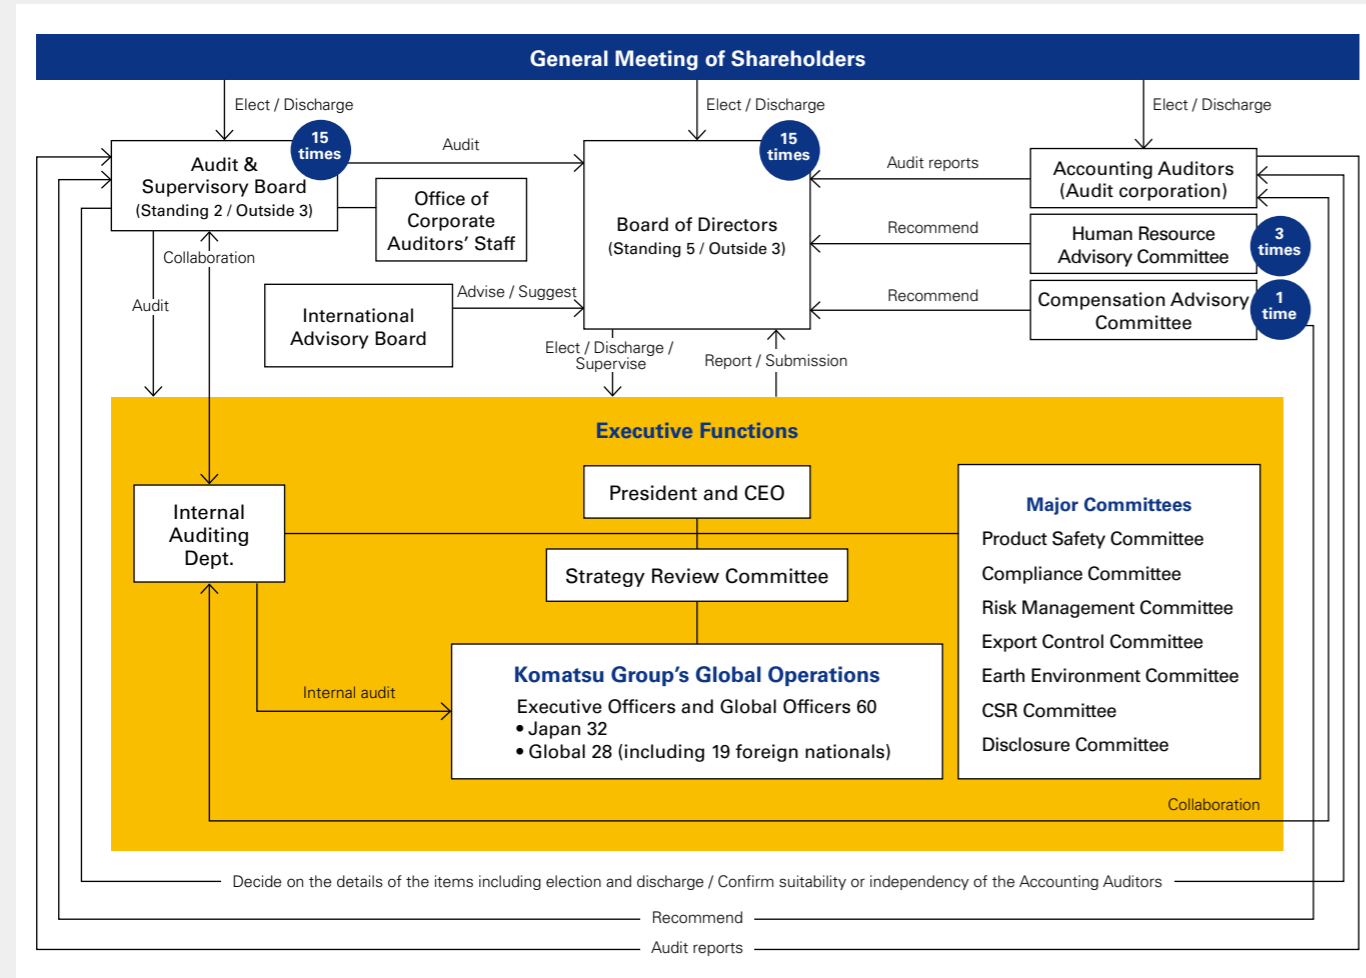 General Meeting of Shareholders
Elect / Discharge
Elect / Discharge
Elect / Discharge
15
times
Audit &
Supervisory Board
(Standing 2 / Outside 3)
Audit
Office of
Corporate
Auditors’ Staff
15
times
Board of Directors
(Standing 5 / Outside 3)
Audit reports
Accounting Auditors
(Audit corporation)
Recommend
Human Resource
Advisory Committee
3
times
Recommend
Compensation Advisory
Committee
1
time
Collaboration
Audit
International
Advisory Board
Advise / Suggest
Elect / Discharge /
Supervise
Report / Submission
Executive Functions
President and CEO
Internal
Auditing
Dept.
Strategy Review Committee
Internal audit
Komatsu Group’s Global Operations
Executive Officers and Global Officers 60
• Japan 32
• Global 28 (including 19 foreign nationals)
Major Committees
Product Safety Committee
Compliance Committee
Risk Management Committee
Export Control Committee
Earth Environment Committee
CSR Committee
Disclosure Committee
Collaboration
Decide on the details of the items including election and discharge / Confirm suitability or independency of the Accounting Auditors
Recommend
Audit reports